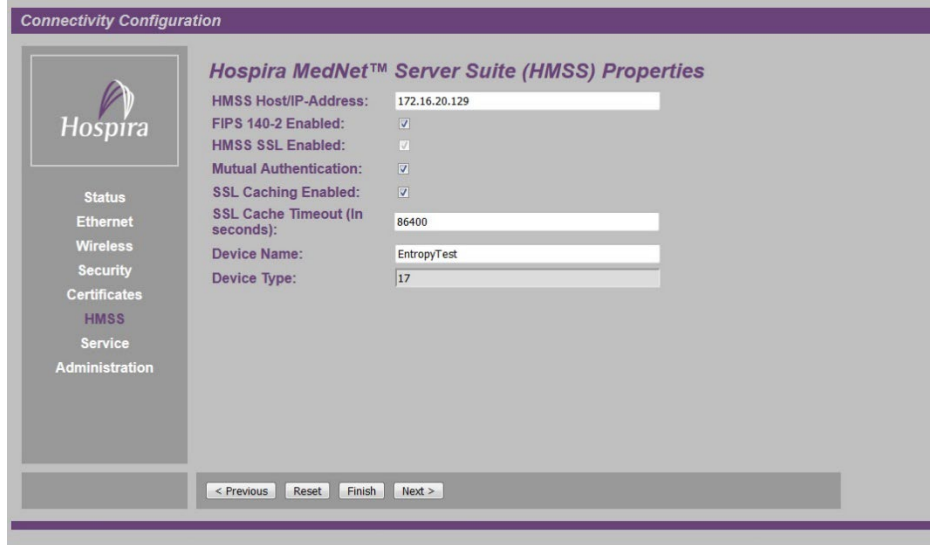 Connectivity Configuration
Hospira
Status
Ethernet
Wireless
Security
Certificates
HMSS
Service
Administration
Hospira MedNet™ Server Suite (HMSS) Properties
HMSS Host/IP-Address: 172.16.20.129
FIPS 140-2 Enabled:
HMSS SSL Enabled:
Mutual Authentication:
SSL Caching Enabled:
SSL Cache Timeout (In
seconds): 86400
Device Name: EntropyTest
Device Type: 17
< Previous Reset Finish Next >